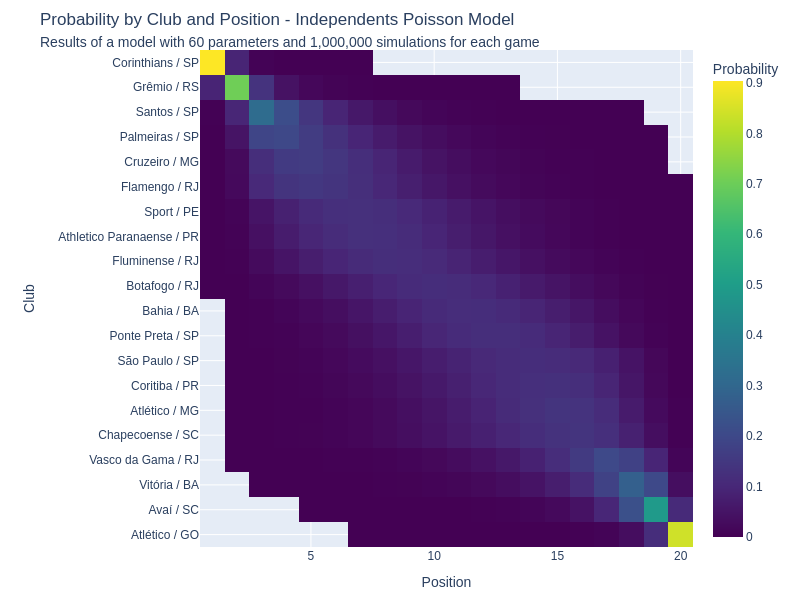 Probability by Club and Position - Independents Poisson Model
Results of a model with 60 parameters and 1,000,000 simulations for each game
Probability
Corinthians / SP
Grêmio / RS
Santos / SP
Palmeiras / SP
Cruzeiro / MG
Flamengo / RJ
Sport / PE
Athletico Paranaense / PR
Fluminense / RJ
Botafogo / RJ
Bahia / BA
Ponte Preta / SP
São Paulo / SP
Coritiba / PR
Atlético / MG
Chapecoense / SC
Vasco da Gama / RJ
Vitória / BA
Avaí / SC
Atlético / GO
Club
5
10
15
20
Position
0.9
0.8
0.7
0.6
0.5
0.4
0.3
0.2
0.1
0